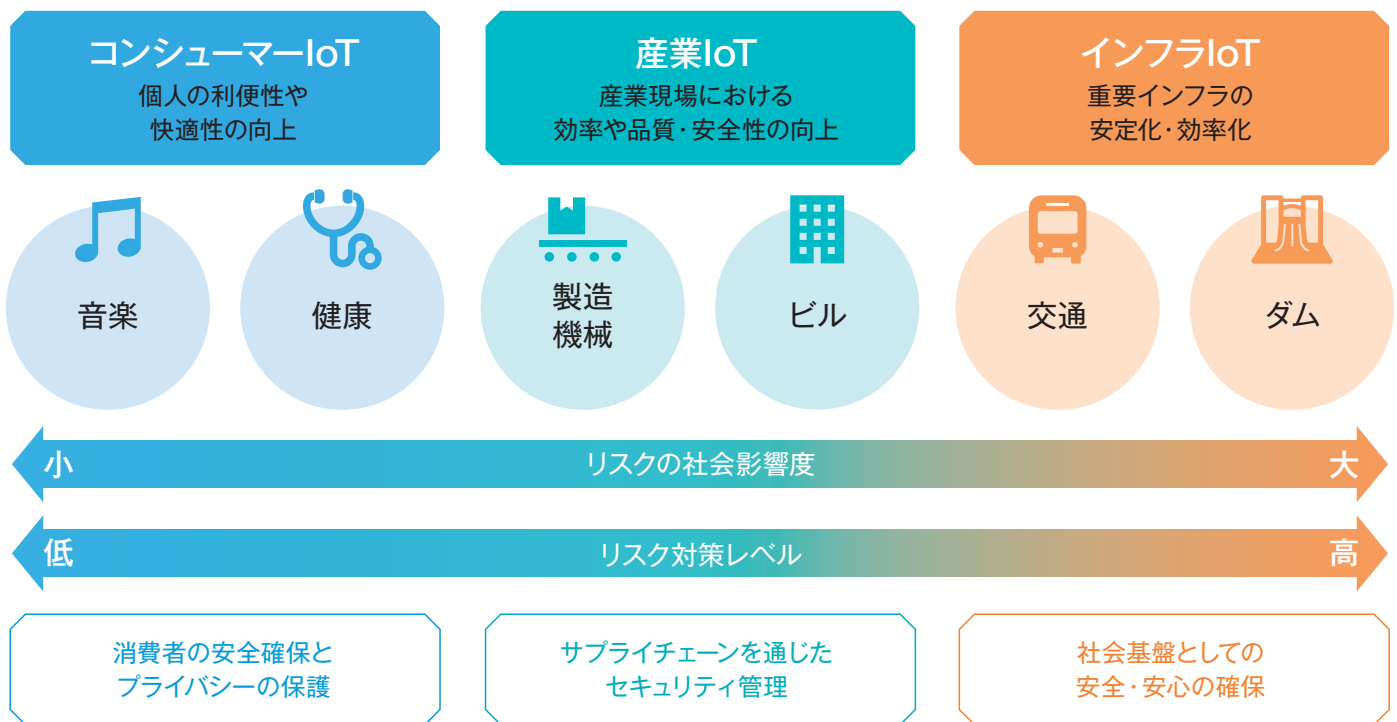 コンシューマーIoT
個人の利便性や
快適性の向上
産業IoT
産業現場における
効率や品質・安全性の向上
インフラIoT
重要インフラの
安定化・効率化
音楽
健康
製造
機械
ビル
交通
ダム
小 リスクの社会影響度 大
低 リスク対策レベル 高
消費者の安全確保と
プライバシーの保護
サプライチェーンを通じた
セキュリティ管理
社会基盤としての
安全・安心の確保